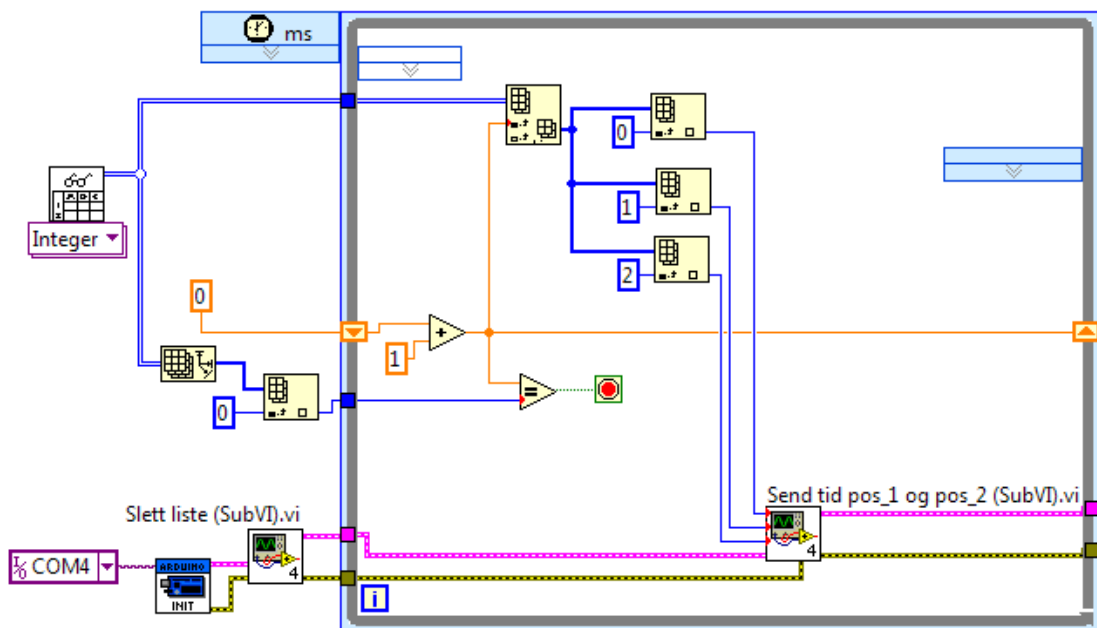 ms
0
1
Integer
2
0
1
0
Send tid pos_1 og pos_2 (SubVI).vi
Slett liste (SubVI).vi
4
4
I/O COM4
ARDUINO
INIT
i